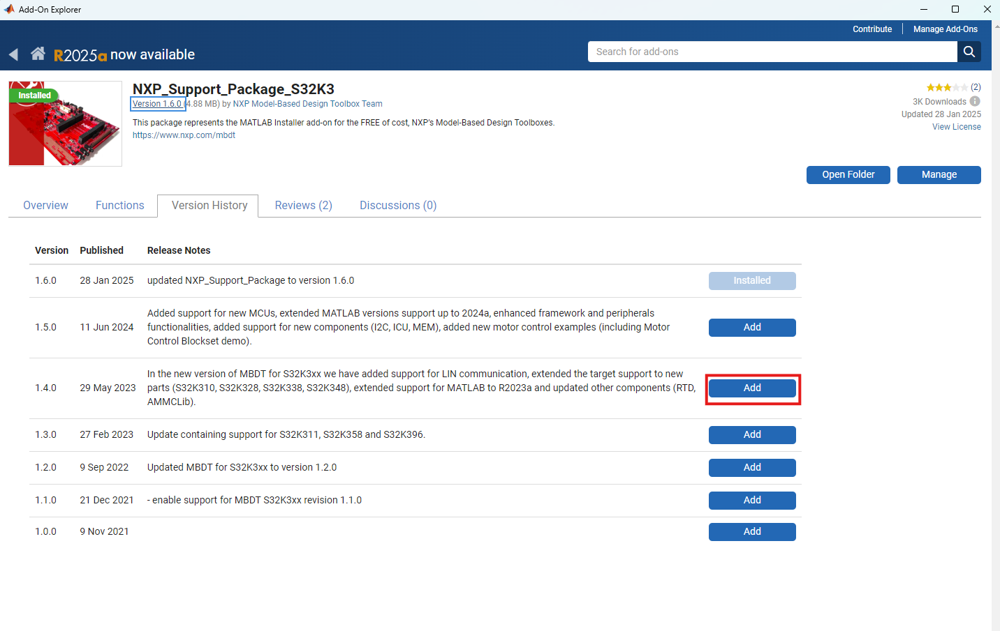 Add-On Explorer
Contribute
Manage Add-Ons
R2025a now available
Search for add-ons
Installed
NXP_Support_Package_S32K3
Version 1.6.0 (4.88 MB) by NXP Model-Based Design Toolbox Team
This package represents the MATLAB Installer add-on for the FREE of cost, NXP's Model-Based Design Toolboxes.
https://www.nxp.com/mbdt
(2)
3K Downloads
Updated 28 Jan 2025
View License
Open Folder
Manage
Overview
Functions
Version History
Reviews (2)
Discussions (0)
Version Published Release Notes
1.6.0 28 Jan 2025 updated NXP_Support_Package to version 1.6.0 Installed
Added support for new MCUs, extended MATLAB versions support up to 2024a, enhanced framework and peripherals
1.5.0 11 Jun 2024 functionalities, added support for new components (I2C, ICU, MEM), added new motor control examples (including Motor Add
Control Blockset demo).
In the new version of MBDT for S32K3xx we have added support for LIN communication, extended the target support to new
1.4.0 29 May 2023 parts (S32K310, S32K328, S32K338, S32K348), extended support for MATLAB to R2023a and updated other components (RTD, Add
AMMCLib).
1.3.0 27 Feb 2023 Update containing support for S32K311, S32K358 and S32K396. Add
1.2.0 9 Sep 2022 Updated MBDT for S32K3xx to version 1.2.0 Add
1.1.0 21 Dec 2021 - enable support for MBDT S32K3xx revision 1.1.0 Add
1.0.0 9 Nov 2021 Add